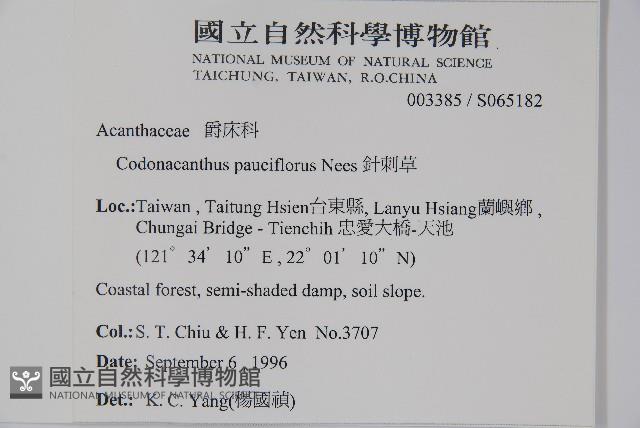 國立自然科學博物館
NATIONAL MUSEUM OF NATURAL SCIENCE
TAICHUNG, TAIWAN, R.O.CHINA
003385 / S065182
Acanthaceae 爵床科
Codonacanthus pauciflorus Nees 針刺草
Loc.:Taiwan , Taitung Hsien台東縣, Lanyu Hsiang蘭嶼鄉 ,
Chungai Bridge - Tienchih 忠愛大橋-天池
(121° 34' 10" E , 22° 01' 10" N)
Coastal forest, semi-shaded damp, soil slope.
Col.:S. T. Chiu & H. F. Yen No.3707
Date: September 6 , 1996
國立自然科學博物館
NATIONAL MUSEUM OF NATURAL SCIENCE
Det.: K. C. Yang(楊國禎)